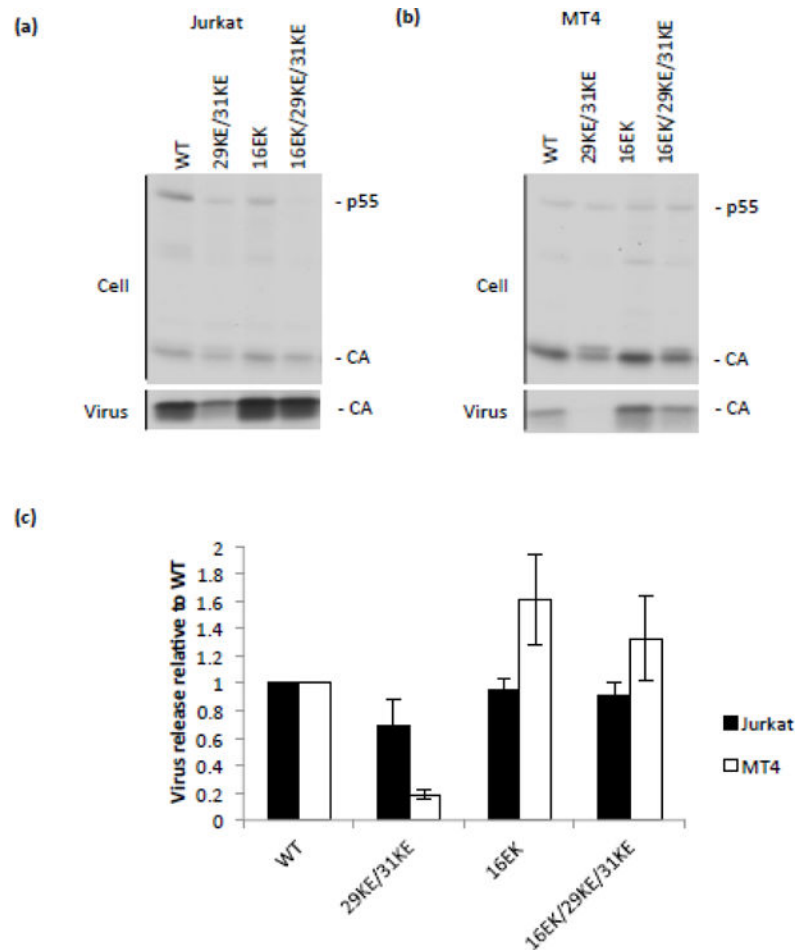 (a)
Jurkat
WT
29KE/31KE
16EK
16EK/29KE/31KE
Cell
- p55
- CA
Virus
- CA
(b)
MT4
WT
29KE/31KE
16EK
16EK/29KE/31KE
Cell
- p55
- CA
Virus
- CA
(c)
Virus release relative to WT
2
1.8
1.6
1.4
1.2
1
0.8
0.6
0.4
0.2
0
WT
29KE/31KE
16EK
16EK/29KE/31KE
Jurkat
MT4